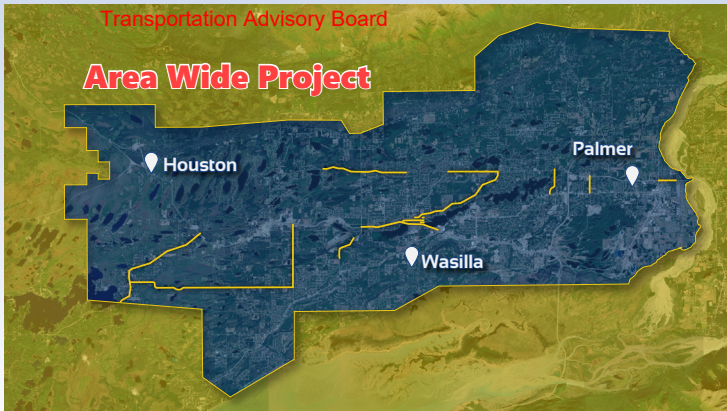 Transportation Advisory Board
Area Wide Project
Palmer
Houston
Wasilla